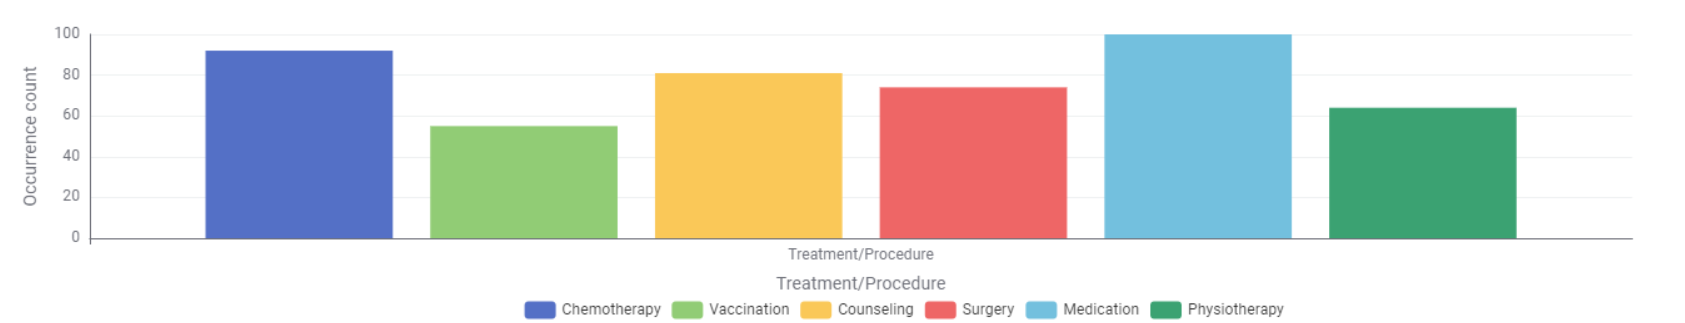 Occurrence count
100
80
60
40
20
0
Treatment/Procedure
Treatment/Procedure
Chemotherapy Vaccination Counseling Surgery Medication Physiotherapy